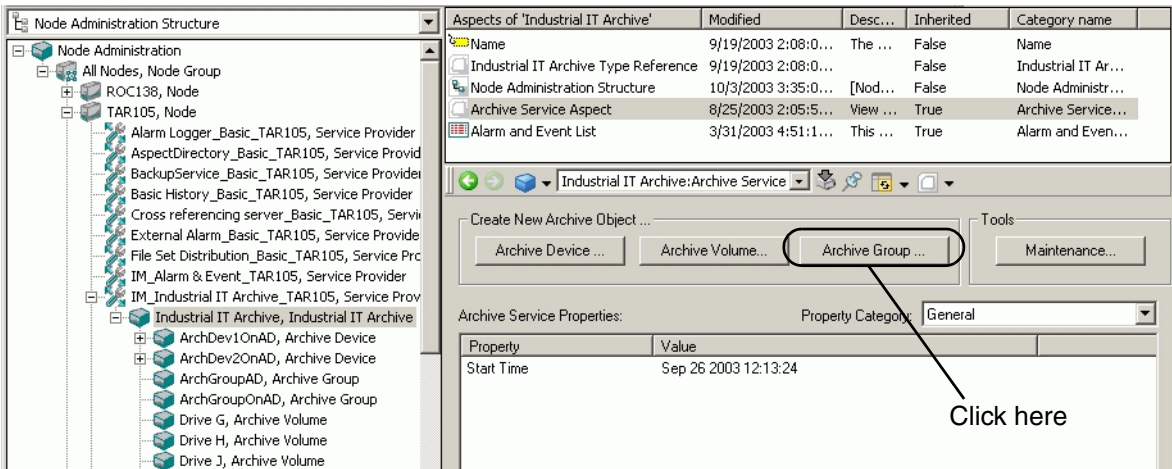 Node Administration Structure
Node Administration
All Nodes, Node Group
ROC138, Node
TAR105, Node
Alarm Logger_Basic_TAR105, Service Provider
AspectDirectory_Basic_TAR105, Service Provid
BackupService_Basic_TAR105, Service Provider
Basic History_Basic_TAR105, Service Provider
Cross referencing server_Basic_TAR105, Servi
External Alarm_Basic_TAR105, Service Provide
File Set Distribution_Basic_TAR105, Service Prc
IM_Alarm & Event_TAR105, Service Provider
IM_Industrial IT Archive_TAR105, Service Prov
Industrial IT Archive, Industrial IT Archive
ArchDev1OnAD, Archive Device
ArchDev2OnAD, Archive Device
ArchGroupAD, Archive Group
ArchGroupOnAD, Archive Group
Drive G, Archive Volume
Drive H, Archive Volume
Drive J, Archive Volume
Aspects of 'Industrial IT Archive' Modified Desc... Inherited Category name
Name 9/19/2003 2:08:0... The ... False Name
Industrial IT Archive Type Reference 9/19/2003 2:08:0... False Industrial IT Ar...
Node Administration Structure 10/3/2003 3:35:0... [Nod... False Node Administr...
Archive Service Aspect 8/25/2003 2:05:5... View ... True Archive Service...
Alarm and Event List 3/31/2003 4:51:1... This ... True Alarm and Even...
Industrial IT Archive:Archive Service
Create New Archive Object ... Tools
Archive Device ... Archive Volume... Archive Group ... Maintenance...
Archive Service Properties: Property Category: General
Property Value
Start Time Sep 26 2003 12:13:24
Click here